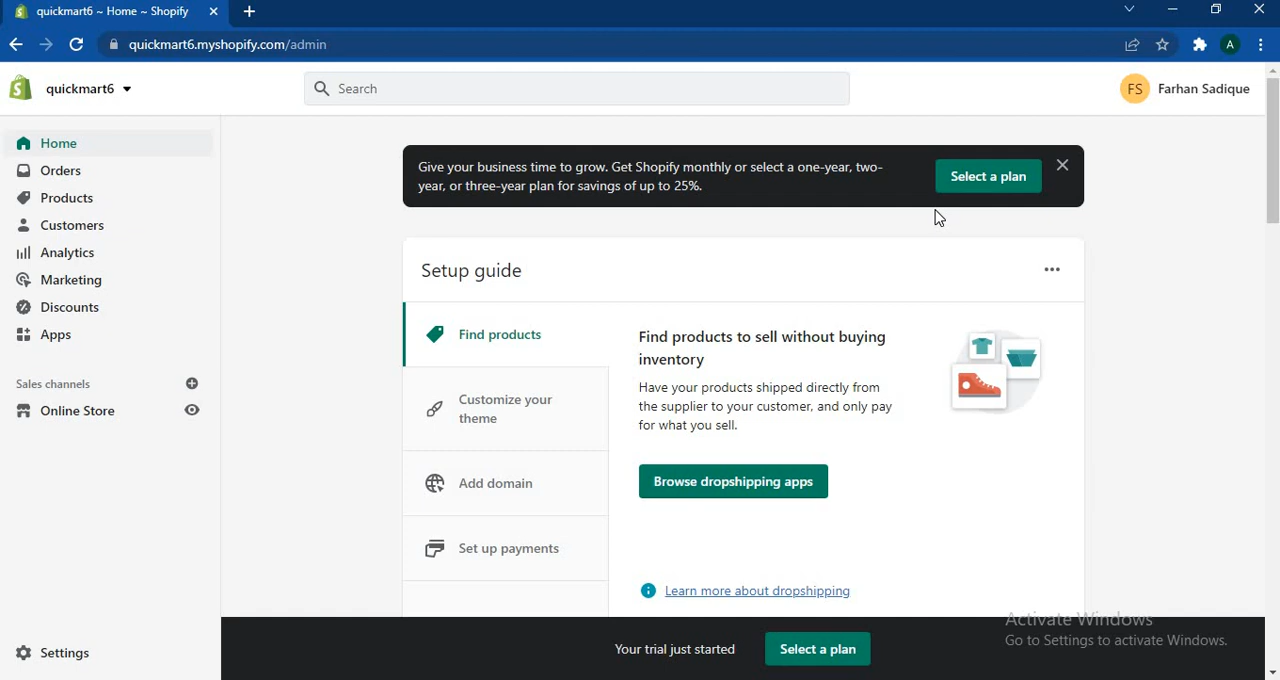 quickmart6 ~ Home ~ Shopify
quickmart6.myshopify.com/admin
A
quickmart6
Search
FS
Farhan Sadique
Home
Orders
Products
Customers
Analytics
Marketing
Discounts
Apps
Sales channels
Online Store
Settings
Give your business time to grow. Get Shopify monthly or select a one-year, two-
year, or three-year plan for savings of up to 25%.
Select a plan
Setup guide
Find products
Customize your
theme
Add domain
Set up payments
Find products to sell without buying
inventory
Have your products shipped directly from
the supplier to your customer, and only pay
for what you sell.
Browse dropshipping apps
Learn more about dropshipping
Your trial just started
Select a plan
Activate Windows
Go to Settings to activate Windows.